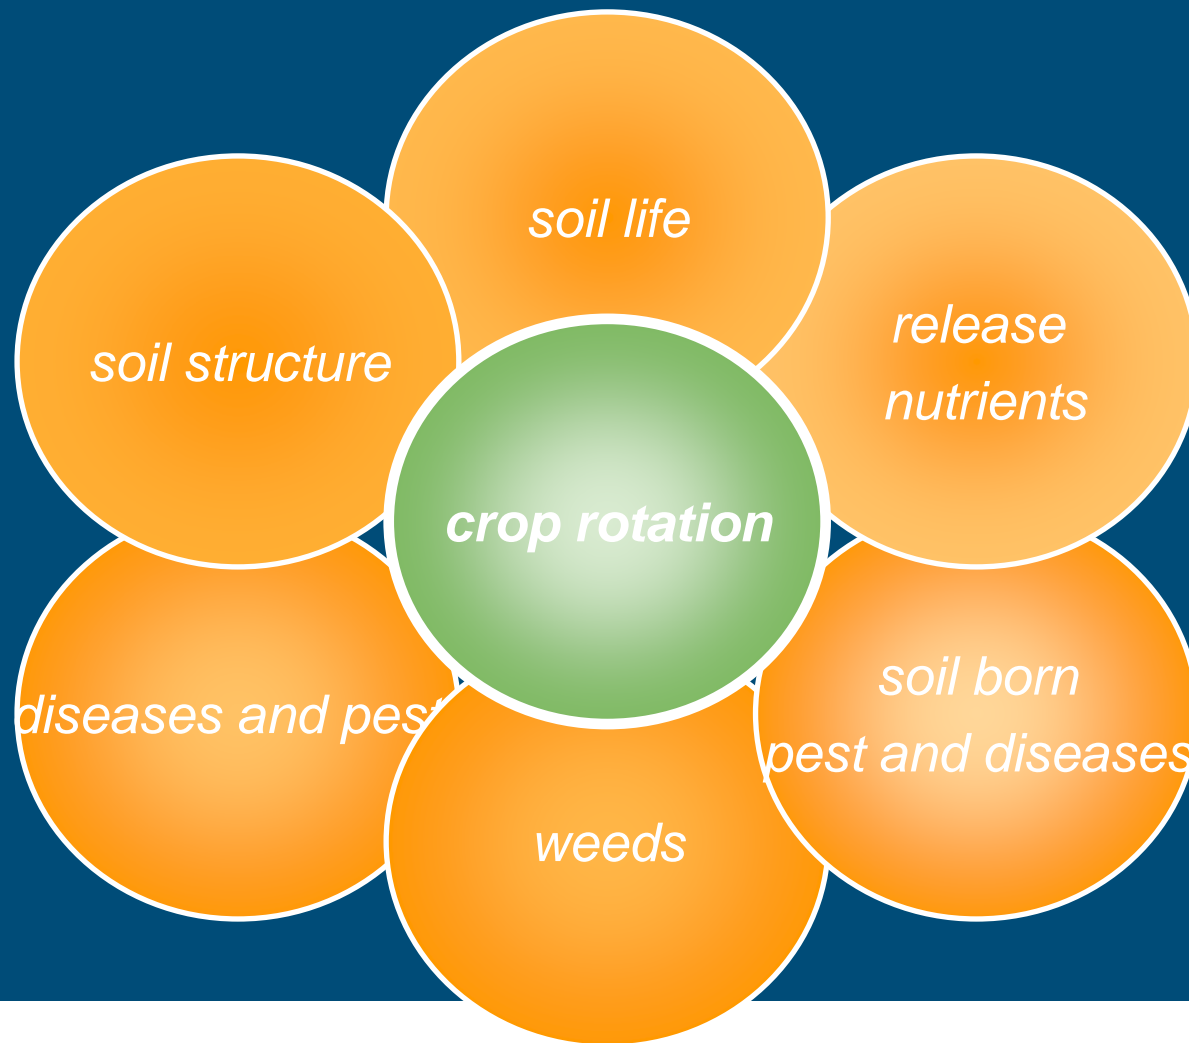 soil life
release
nutrients
soil structure
crop rotation
soil born
pest and diseases
diseases and pest
weeds